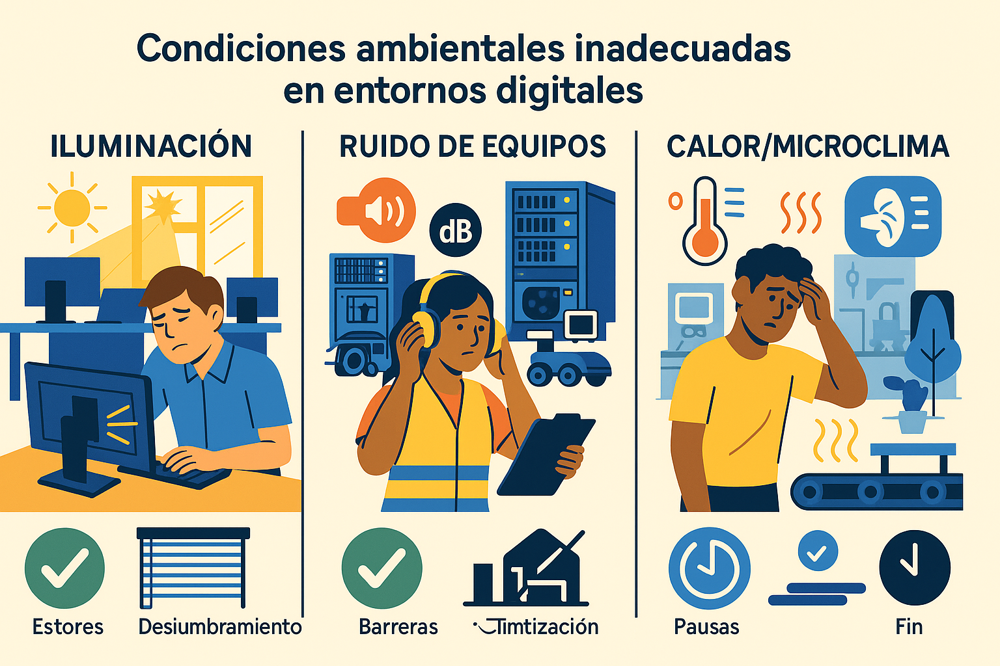 Condiciones ambientales inadecuadas
en entornos digitales
ILUMINACIÓN
RUIDO DE EQUIPOS
CALOR/MICROCLIMA
dB
Estores
Desiumbramiento
Barreras
Pausas
Fin